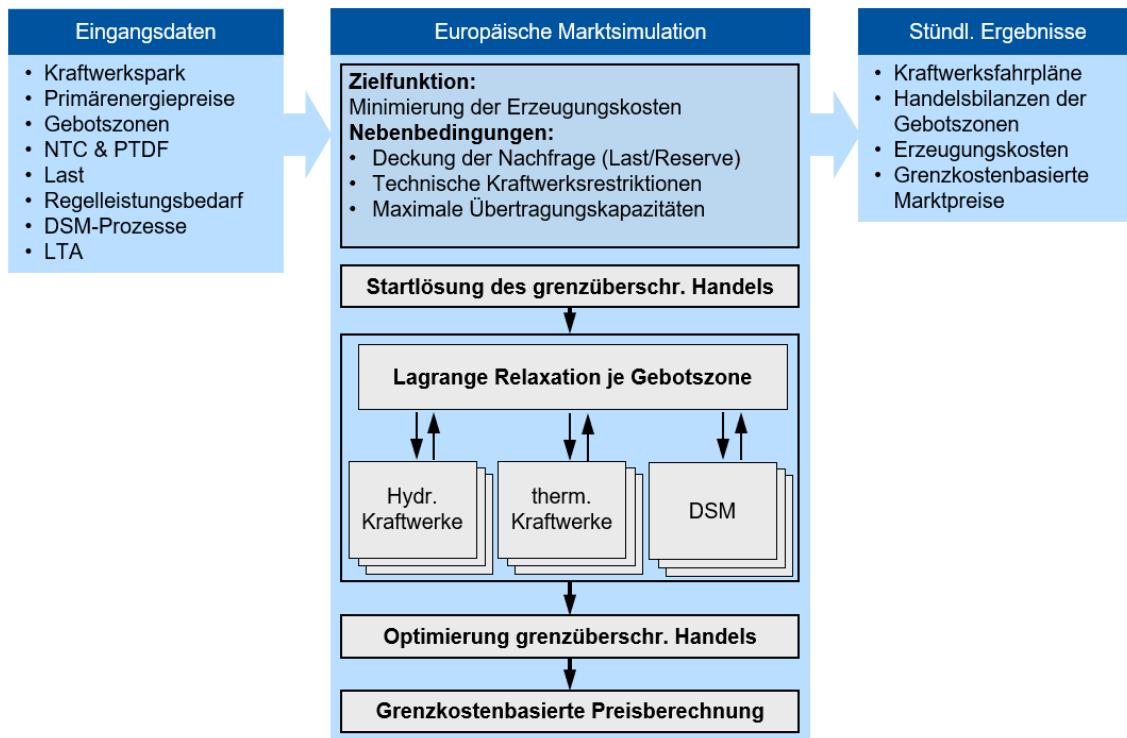 Eingangsdaten
• Kraftwerkspark
• Primärenergiepreise
• Gebotszonen
• NTC & PTDF
• Last
• Regelleistungsbedarf
• DSM-Prozesse
• LTA
Europäische Marktsimulation
Zielfunktion:
Minimierung der Erzeugungskosten
Nebenbedingungen:
• Deckung der Nachfrage (Last/Reserve)
• Technische Kraftwerksrestriktionen
• Maximale Übertragungskapazitäten
Startlösung des grenzüberschr. Handels
Lagrange Relaxation je Gebotszone
Hydr.
Kraftwerke
therm.
Kraftwerke
DSM
Optimierung grenzüberschr. Handels
Grenzkostenbasierte Preisberechnung
Stündl. Ergebnisse
• Kraftwerksfahrpläne
• Handelsbilanzen der
Gebotszonen
• Erzeugungskosten
• Grenzkostenbasierte
Marktpreise